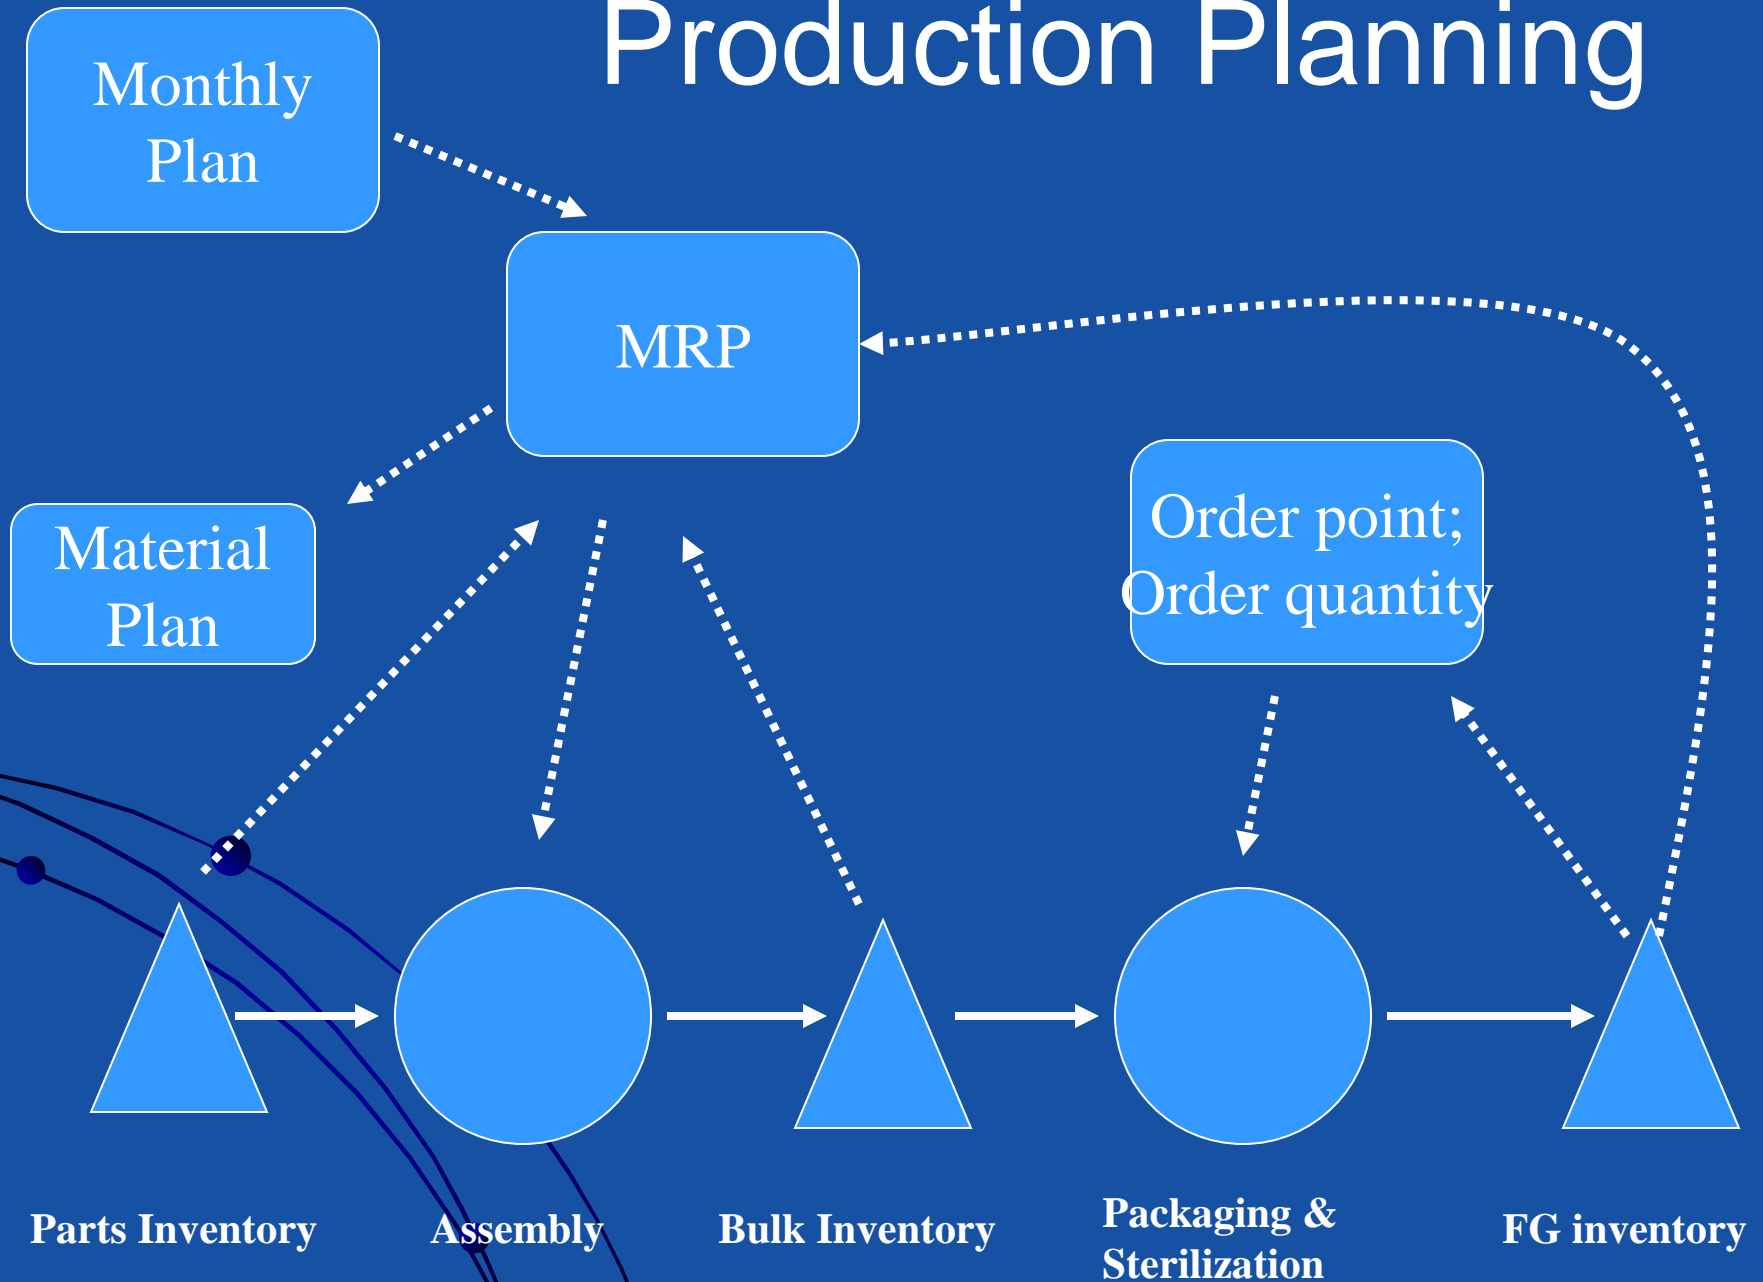 Production Planning
Monthly
Plan
MRP
Material
Plan
Order point;
Order quantity
Parts Inventory
Assembly
Bulk Inventory
Packaging &
Sterilization
FG inventory